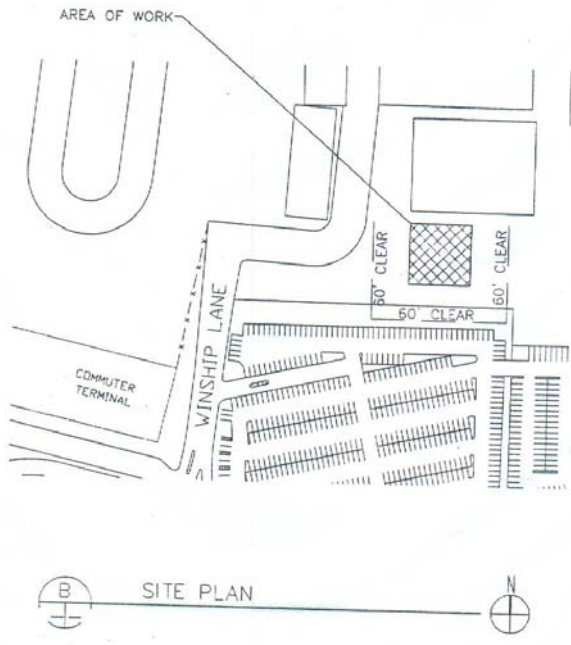 AREA OF WORK
60' CLEAR
60' CLEAR
60' CLEAR
WINSHIP LANE
COMMUTER
TERMINAL
B
SITE PLAN
N